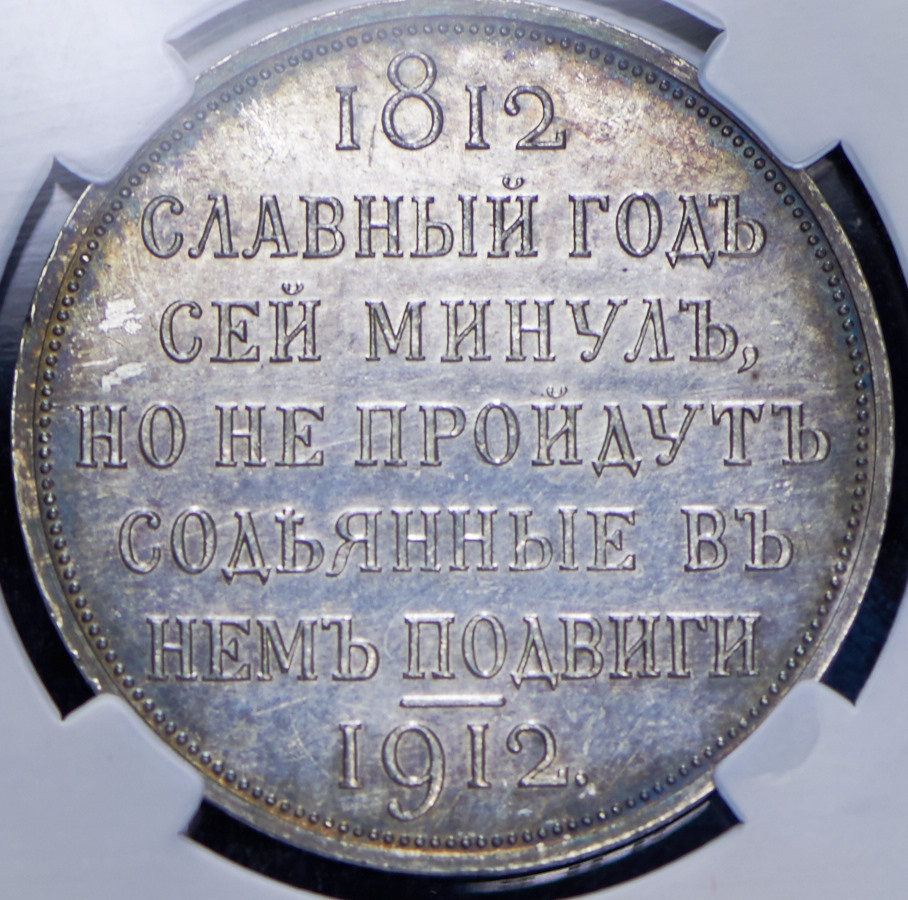 1812
СЛАВНЫЙ ГОДЪ
СЕЙ МИНУЛЪ,
НО НЕ ПРОЙДУТЪ
СОДѢЯННЫЕ ВЪ
НЕМЪ ПОДВИГИ
1912.